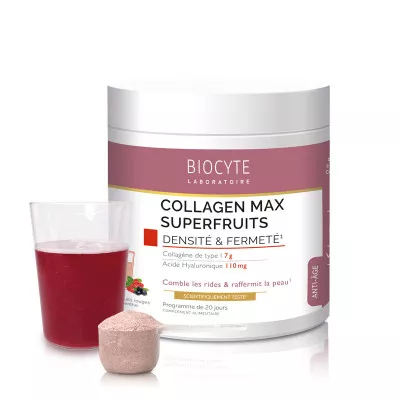 BIOCYTE
LABORATOIRE
COLLAGEN MAX
SUPERFRUITS
DENSITÉ & FERMETÉ¹
Collagène de type I 7g
Acide Hyaluronique 110mg
Comble les rides & raffermit la peau¹
SCIENTIFIQUEMENT TESTÉ
Programme de 20 jours
COMPLÉMENT ALIMENTAIRE
ANTI-ÂGE